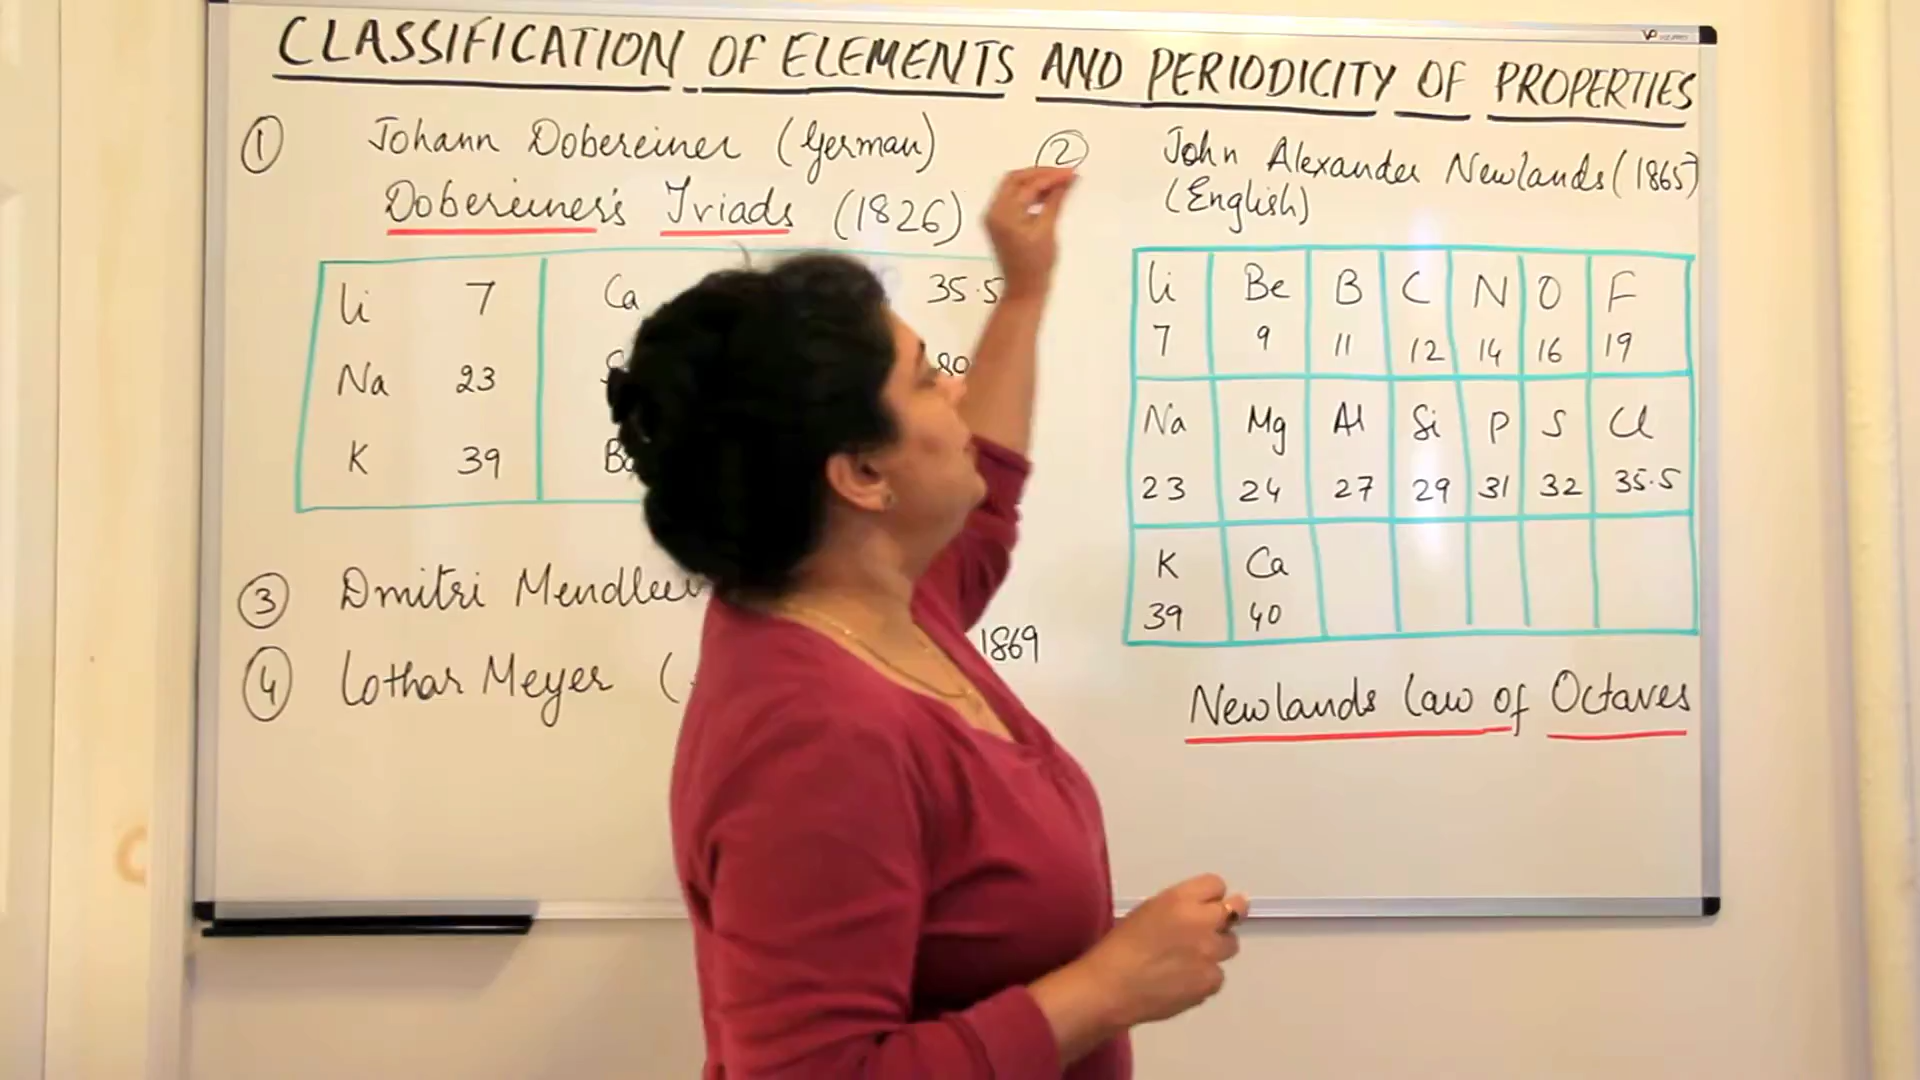 CLASSIFICATION OF ELEMENTS AND PERIODICITY OF PROPERTIES
1 Johann Dobereiner (German)
Dobereiner's Triads (1826)
Li 7 Ca 35.5
Na 23 80
K 39
3 Dmitri
4 Lothar Meyer (
1869
2 John Alexander Newlands (1865)
(English)
Li Be B C N O F
7 9 11 12 14 16 19
Na Mg Al Si P S Cl
23 24 27 29 31 32 35.5
K Ca
39 40
Newlands Law of Octaves